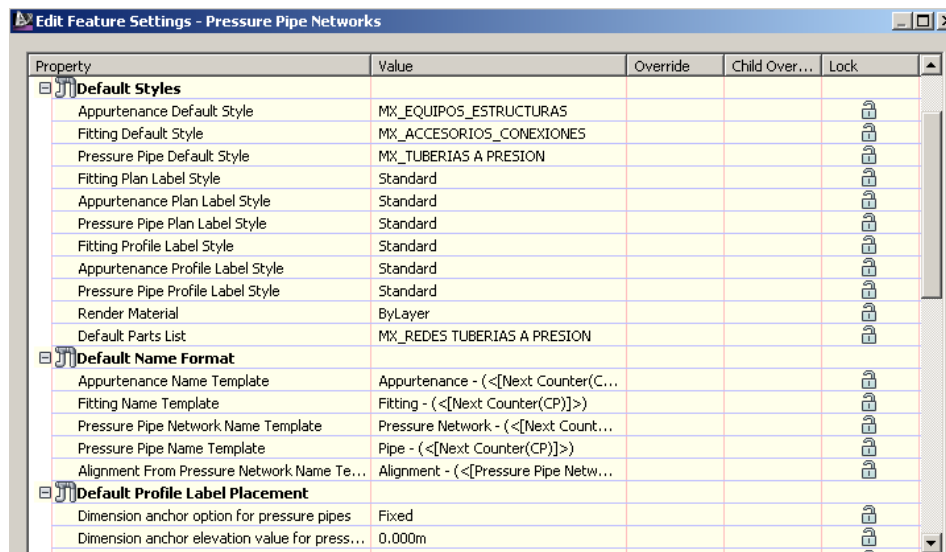 Edit Feature Settings - Pressure Pipe Networks
Property Value Override Child Over... Lock
Default Styles
Appurtenance Default Style MX_EQUIPOS_ESTRUCTURAS
Fitting Default Style MX_ACCESORIOS_CONEXIONES
Pressure Pipe Default Style MX_TUBERIAS A PRESION
Fitting Plan Label Style Standard
Appurtenance Plan Label Style Standard
Pressure Pipe Plan Label Style Standard
Fitting Profile Label Style Standard
Appurtenance Profile Label Style Standard
Pressure Pipe Profile Label Style Standard
Render Material ByLayer
Default Parts List MX_REDES TUBERIAS A PRESION
Default Name Format
Appurtenance Name Template Appurtenance - (<[Next Counter(C...
Fitting Name Template Fitting - (<[Next Counter(CP)]>)
Pressure Pipe Network Name Template Pressure Network - (<[Next Count...
Pressure Pipe Name Template Pipe - (<[Next Counter(CP)]>)
Alignment From Pressure Network Name Te... Alignment - (<[Pressure Pipe Netw...
Default Profile Label Placement
Dimension anchor option for pressure pipes Fixed
Dimension anchor elevation value for press... 0.000m